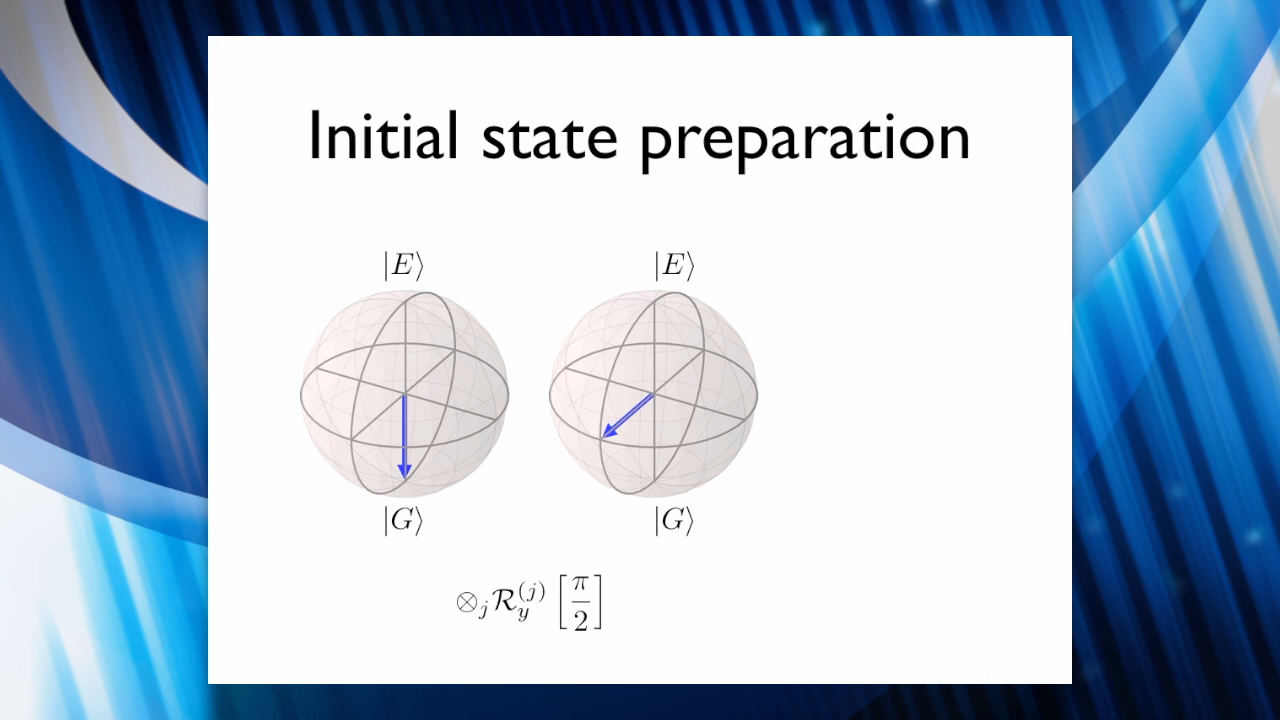 Initial state preparation
|E⟩ |E⟩
|G⟩ |G⟩
⊗_j ℛ_y^{(j)} [π/2]